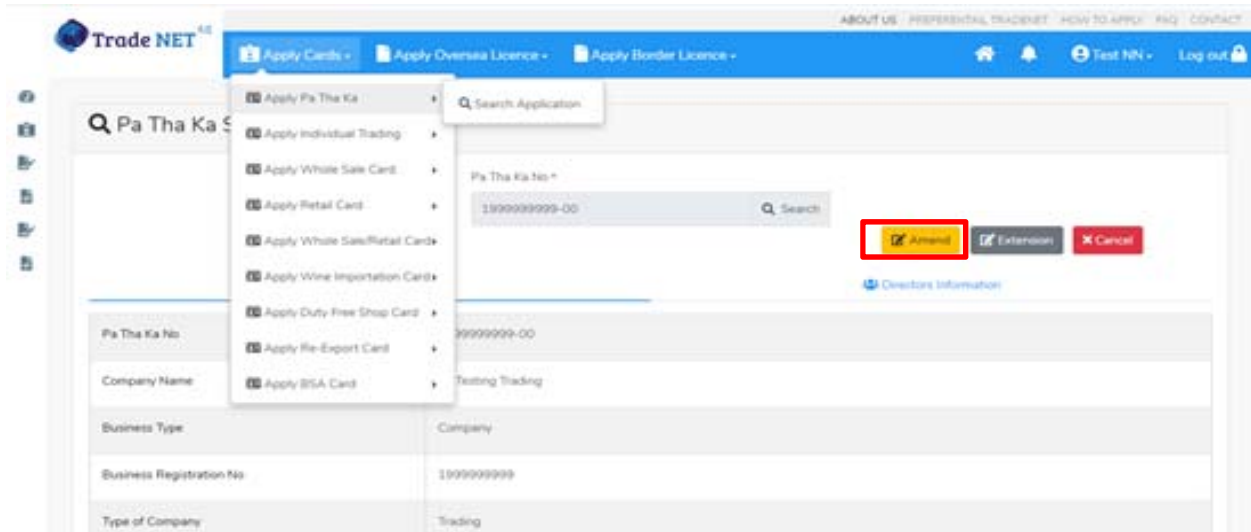 ABOUT US PREFERENTIAL TRADENET HOW TO APPLY FAQ CONTACT
Trade NET 4.0
Apply Cards Apply Oversea Licence Apply Border Licence Test NN Log out
Apply Pa Tha Ka
Search Application
Pa Tha Ka S
Apply Individual Trading
Apply Whole Sale Card
Pa Tha Ka No *
Apply Retail Card
1999999999-00 Search
Apply Whole Sale/Retail Card
Amend Extension Cancel
Apply Wine Importation Card
Directors Information
Apply Duty Free Shop Card
Pa Tha Ka No 99999999-00
Apply Re-Export Card
Company Name Testing Trading
Apply BSA Card
Business Type Company
Business Registration No 1999999999
Type of Company Trading